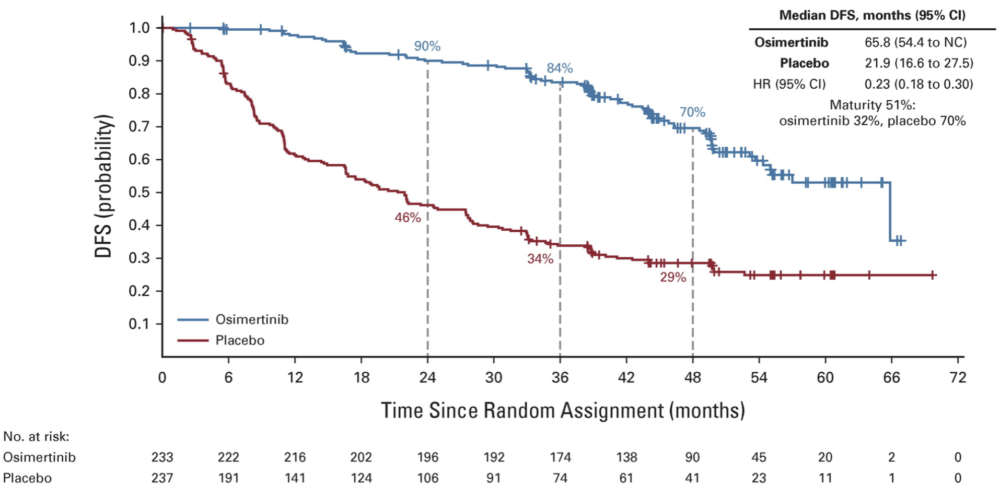 Median DFS, months (95% CI)
Osimertinib 65.8 (54.4 to NC)
Placebo 21.9 (16.6 to 27.5)
HR (95% CI) 0.23 (0.18 to 0.30)
Maturity 51%:
osimertinib 32%, placebo 70%
DFS (probability)
1.0
0.9
0.8
0.7
0.6
0.5
0.4
0.3
0.2
0.1
90%
84%
70%
46%
34%
29%
Osimertinib
Placebo
0 6 12 18 24 30 36 42 48 54 60 66 72
Time Since Random Assignment (months)
No. at risk:
Osimertinib 233 222 216 202 196 192 174 138 90 45 20 2 0
Placebo 237 191 141 124 106 91 74 61 41 23 11 1 0